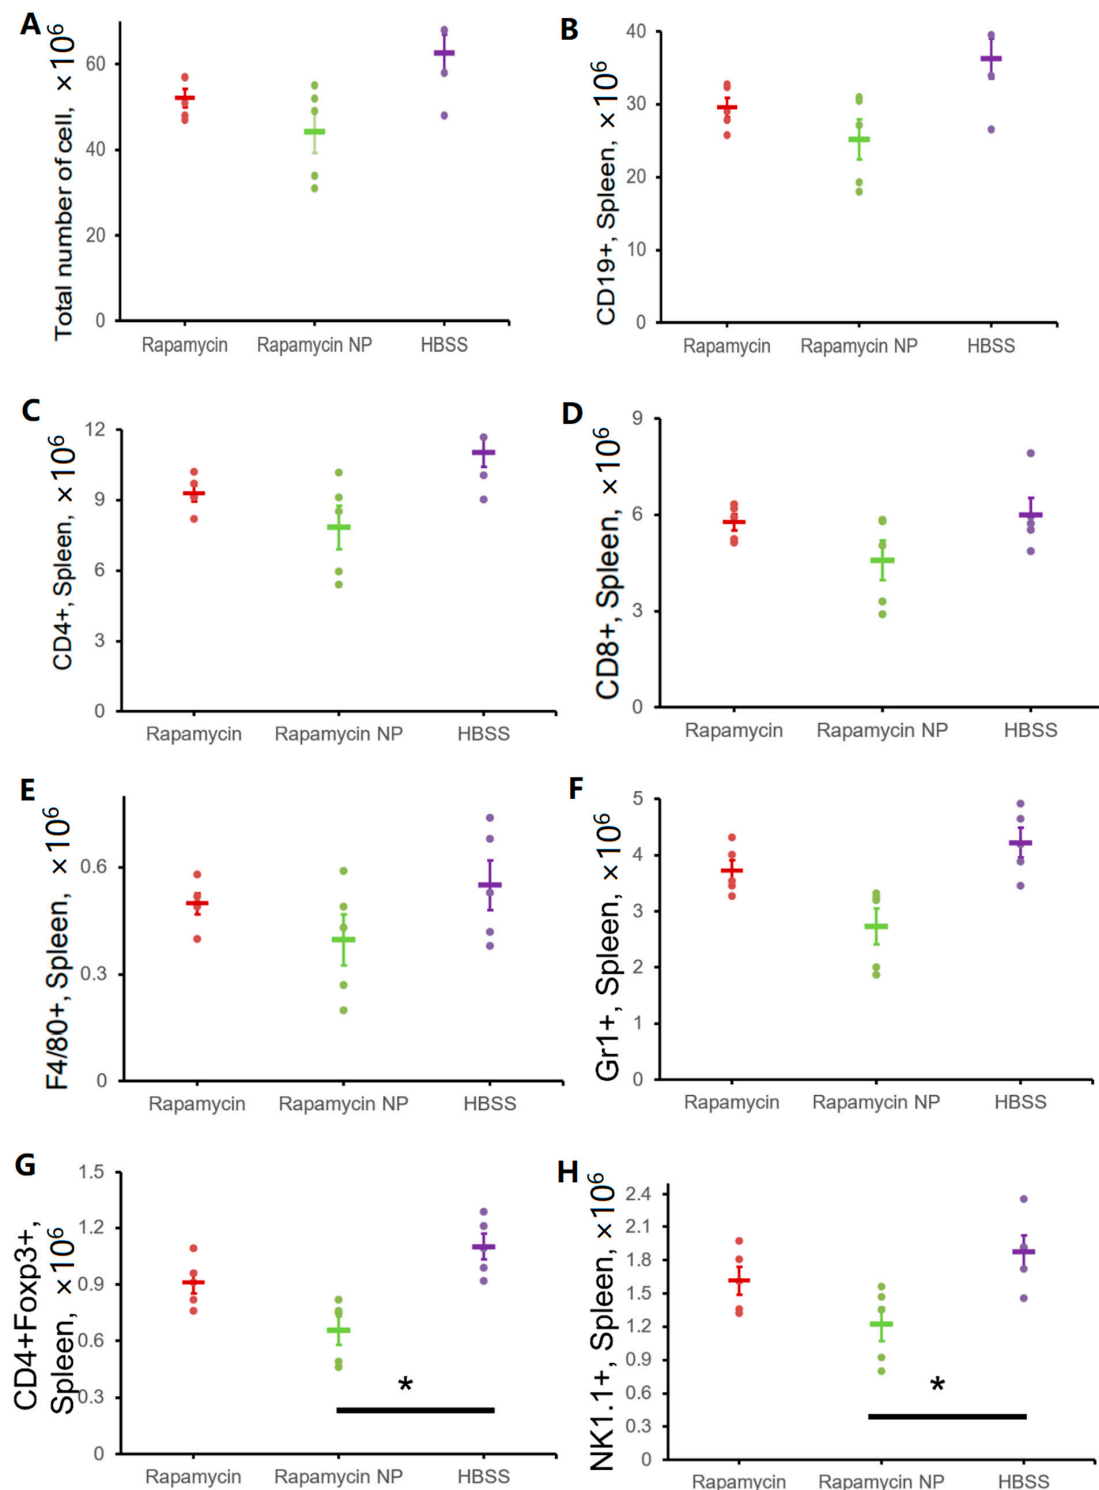 A
Total number of cell, ×10⁶
60
40
20
0
Rapamycin Rapamycin NP HBSS
B
CD19+, Spleen, ×10⁶
40
30
20
10
0
Rapamycin Rapamycin NP HBSS
C
CD4+, Spleen, ×10⁶
12
9
6
3
0
Rapamycin Rapamycin NP HBSS
D
CD8+, Spleen, ×10⁶
9
6
3
0
Rapamycin Rapamycin NP HBSS
E
F4/80+, Spleen, ×10⁶
0.6
0.3
0
Rapamycin Rapamycin NP HBSS
F
Gr1+, Spleen, ×10⁶
5
4
3
2
1
0
Rapamycin Rapamycin NP HBSS
G
CD4+Foxp3+,
Spleen, ×10⁶
1.5
1.2
0.9
0.6
0.3
0
*
Rapamycin Rapamycin NP HBSS
H
NK1.1+, Spleen, ×10⁶
2.4
2.1
1.8
1.5
1.2
0.9
0.6
0.3
0
*
Rapamycin Rapamycin NP HBSS